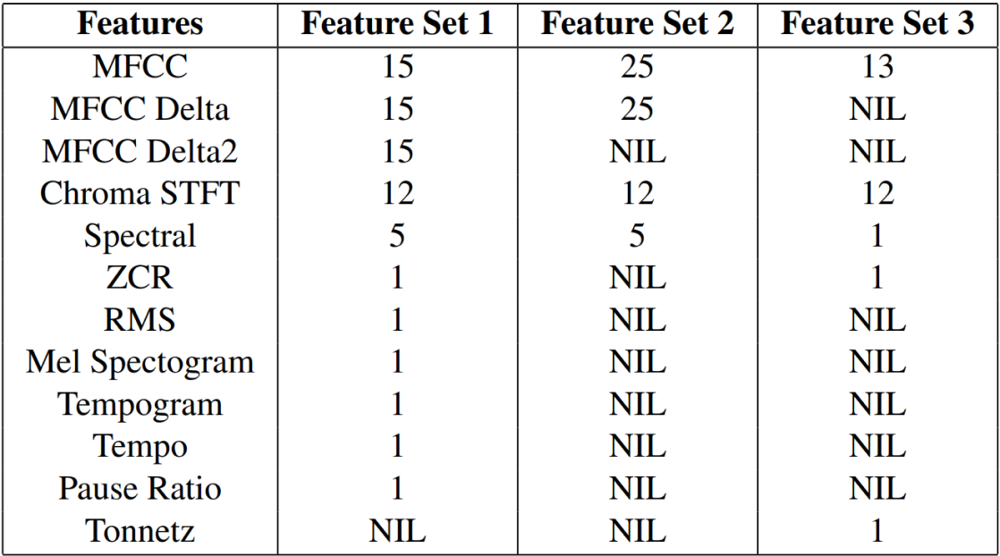 Features Feature Set 1 Feature Set 2 Feature Set 3
MFCC 15 25 13
MFCC Delta 15 25 NIL
MFCC Delta2 15 NIL NIL
Chroma STFT 12 12 12
Spectral 5 5 1
ZCR 1 NIL 1
RMS 1 NIL NIL
Mel Spectogram 1 NIL NIL
Tempogram 1 NIL NIL
Tempo 1 NIL NIL
Pause Ratio 1 NIL NIL
Tonnetz NIL NIL 1